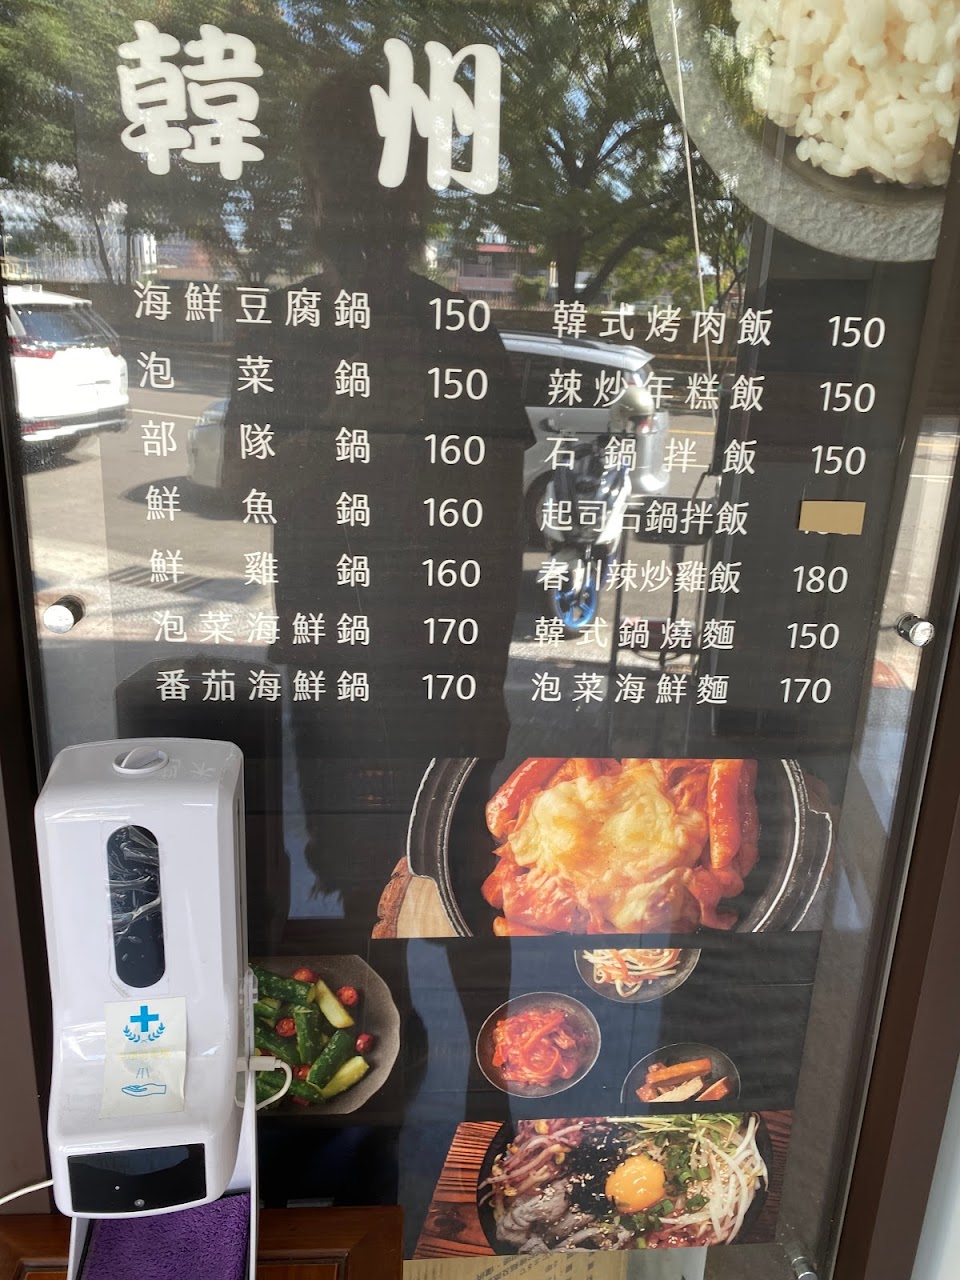 韓州
海鮮豆腐鍋 150
泡菜鍋 150
部隊鍋 160
鮮魚鍋 160
鮮雞鍋 160
泡菜海鮮鍋 170
番茄海鮮鍋 170
韓式烤肉飯 150
辣炒年糕飯 150
石鍋拌飯 150
起司石鍋拌飯
春川辣炒雞飯 180
韓式鍋燒麵 150
泡菜海鮮麵 170